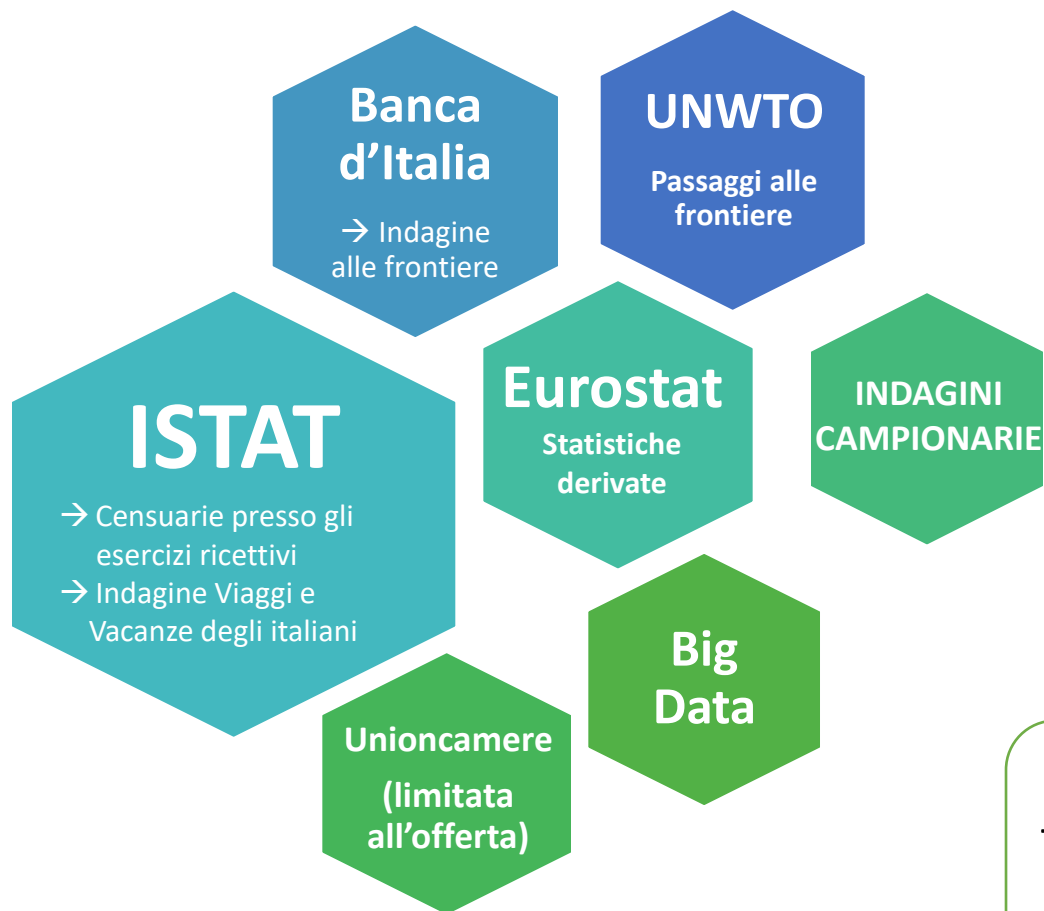 Banca
d’Italia
→ Indagine
alle frontiere
UNWTO
Passaggi alle
frontiere
ISTAT
→ Censuarie presso gli
esercizi ricettivi
→ Indagine Viaggi e
Vacanze degli italiani
Eurostat
Statistiche
derivate
INDAGINI
CAMPIONARIE
Big
Data
Unioncamere
(limitata
all’offerta)